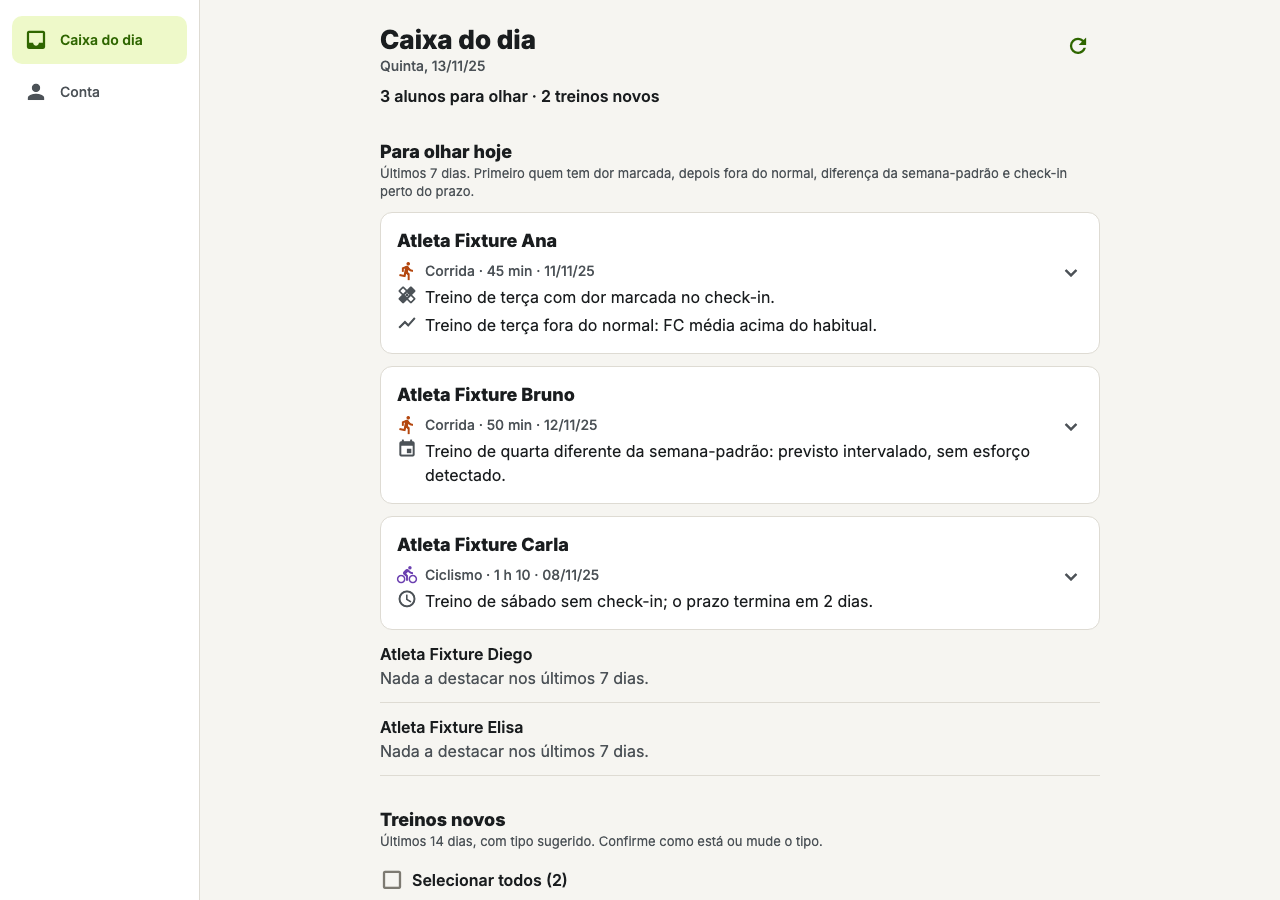 Caixa do dia
Conta
Caixa do dia
Quinta, 13/11/25
3 alunos para olhar · 2 treinos novos
Para olhar hoje
Últimos 7 dias. Primeiro quem tem dor marcada, depois fora do normal, diferença da semana-padrão e check-in
perto do prazo.
Atleta Fixture Ana
Corrida · 45 min · 11/11/25
Treino de terça com dor marcada no check-in.
Treino de terça fora do normal: FC média acima do habitual.
Atleta Fixture Bruno
Corrida · 50 min · 12/11/25
Treino de quarta diferente da semana-padrão: previsto intervalado, sem esforço
detectado.
Atleta Fixture Carla
Ciclismo · 1 h 10 · 08/11/25
Treino de sábado sem check-in; o prazo termina em 2 dias.
Atleta Fixture Diego
Nada a destacar nos últimos 7 dias.
Atleta Fixture Elisa
Nada a destacar nos últimos 7 dias.
Treinos novos
Últimos 14 dias, com tipo sugerido. Confirme como está ou mude o tipo.
Selecionar todos (2)